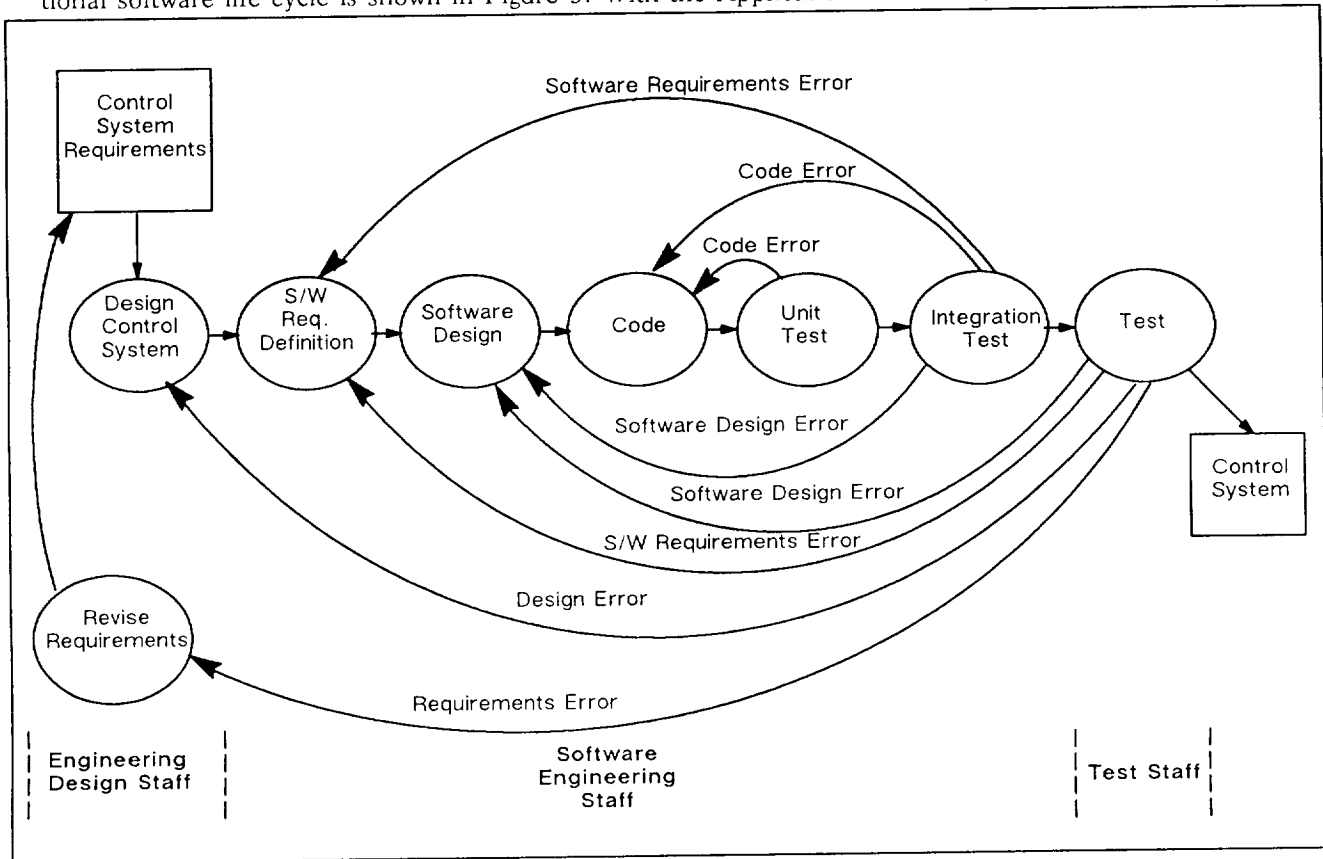 tional software life cycle is shown in Figure 3. With the
Control
System
Requirements
Software Requirements Error
Code Error
Code Error
Design
Control
System
S/W
Req.
Definition
Software
Design
Code
Unit
Test
Integration
Test
Test
Software Design Error
Software Design Error
S/W Requirements Error
Design Error
Requirements Error
Control
System
Revise
Requirements
Engineering
Design Staff
Software
Engineering
Staff
Test Staff